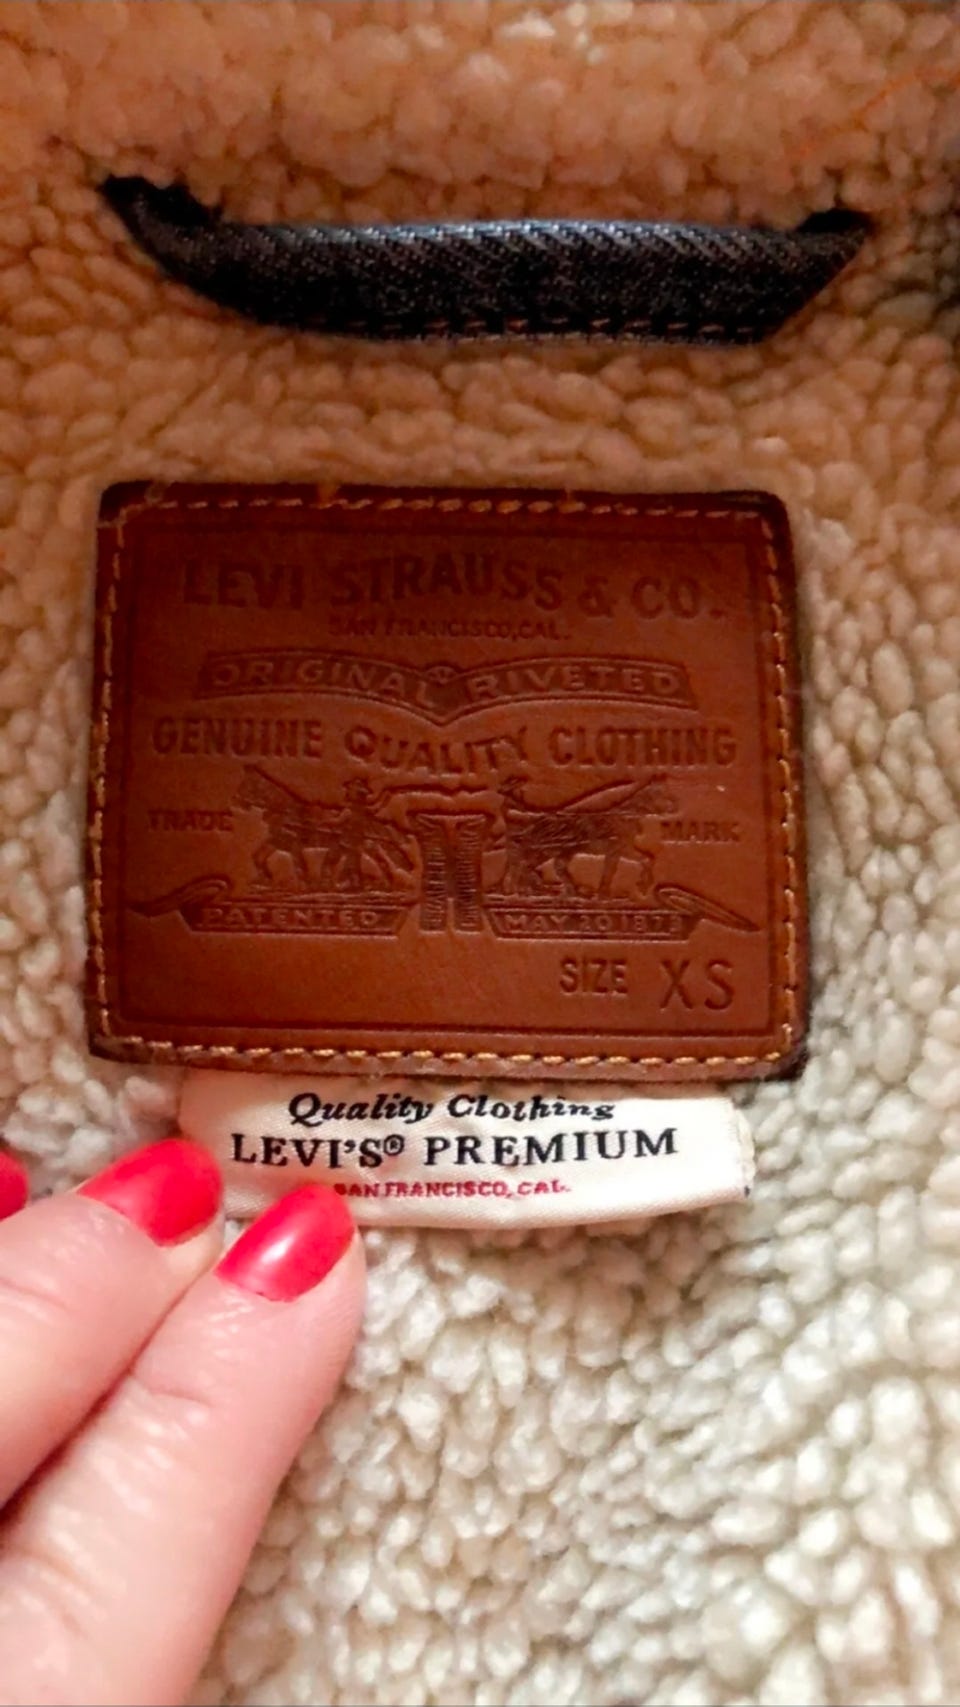 LEVI STRAUSS & CO.
SAN FRANCISCO, CAL.
ORIGINAL RIVETED
GENUINE QUALITY CLOTHING
TRADE MARK
PATENTED MAY 20 1873
SIZE XS
Quality Clothing
LEVI'S® PREMIUM
SAN FRANCISCO, CAL.